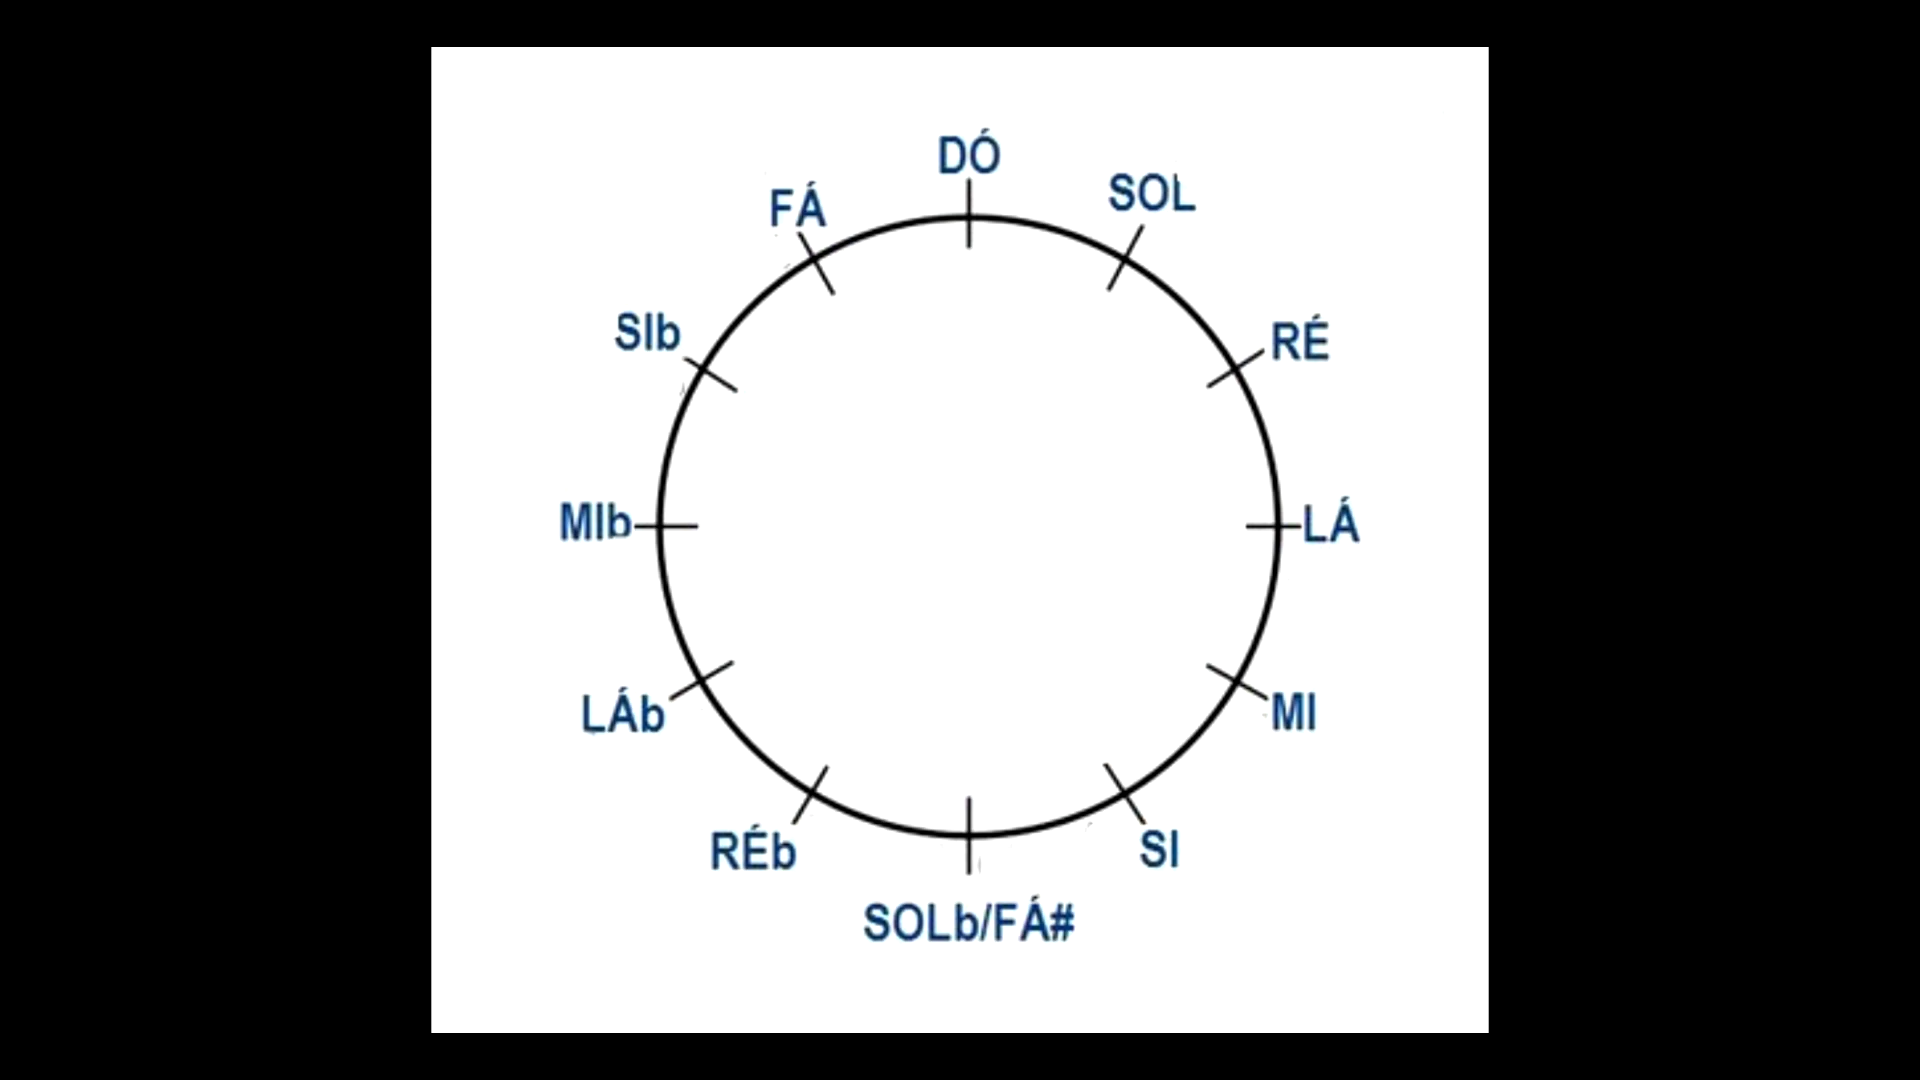 DÓ
SOL
RÉ
LÁ
MI
SI
SOLb/FÁ#
RÉb
LÁb
MIb
SIb
FÁ